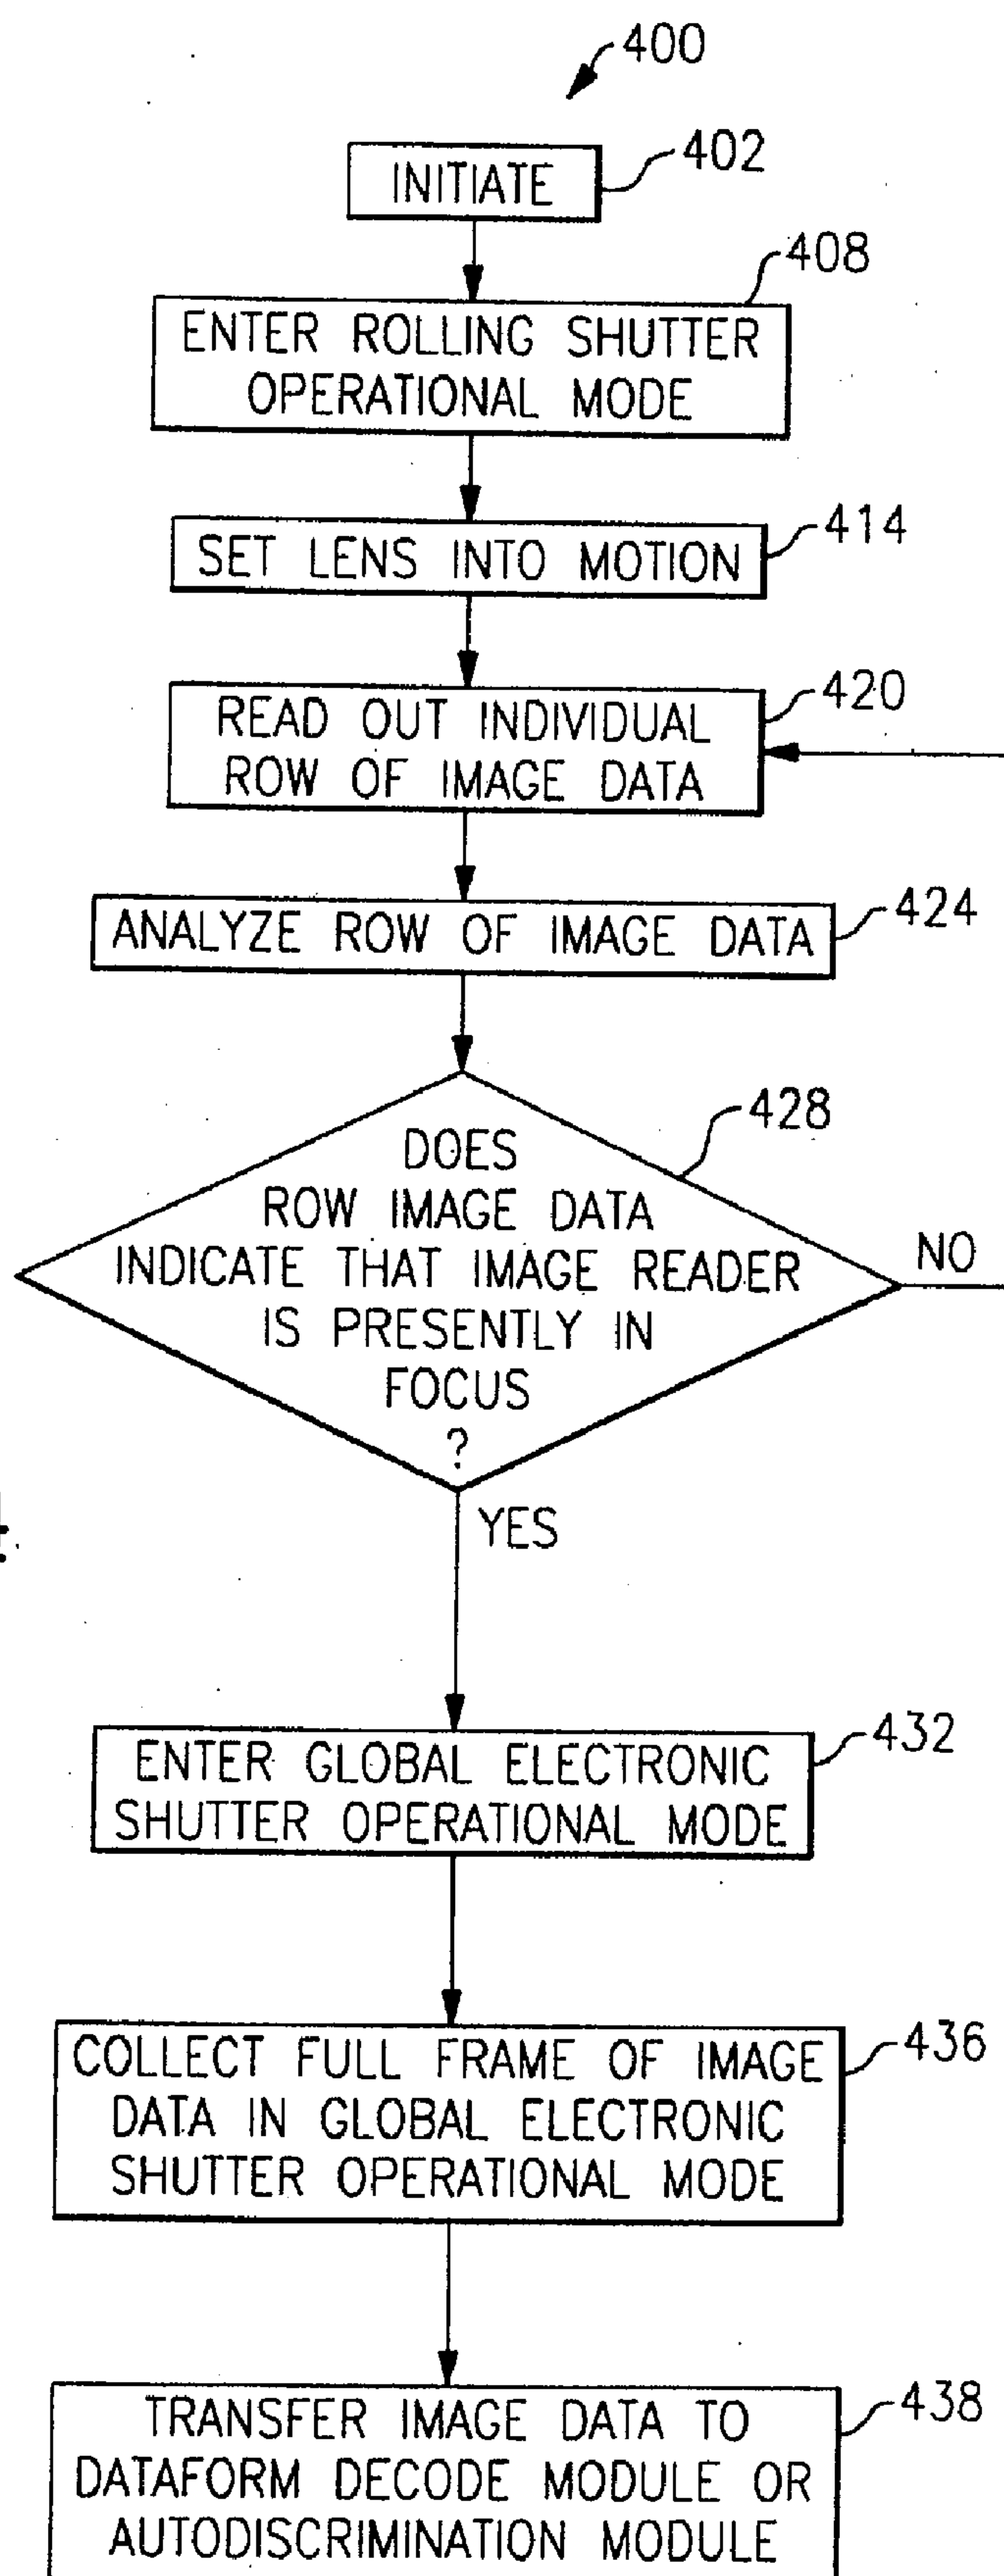 400
INITIATE
402
408
ENTER ROLLING SHUTTER
OPERATIONAL MODE
SET LENS INTO MOTION
414
READ OUT INDIVIDUAL
ROW OF IMAGE DATA
420
ANALYZE ROW OF IMAGE DATA
424
DOES
ROW IMAGE DATA
INDICATE THAT IMAGE READER
IS PRESENTLY IN
FOCUS
?
428
NO
YES
ENTER GLOBAL ELECTRONIC
SHUTTER OPERATIONAL MODE
432
COLLECT FULL FRAME OF IMAGE
DATA IN GLOBAL ELECTRONIC
SHUTTER OPERATIONAL MODE
436
TRANSFER IMAGE DATA TO
DATAFORM DECODE MODULE OR
AUTODISCRIMINATION MODULE
438